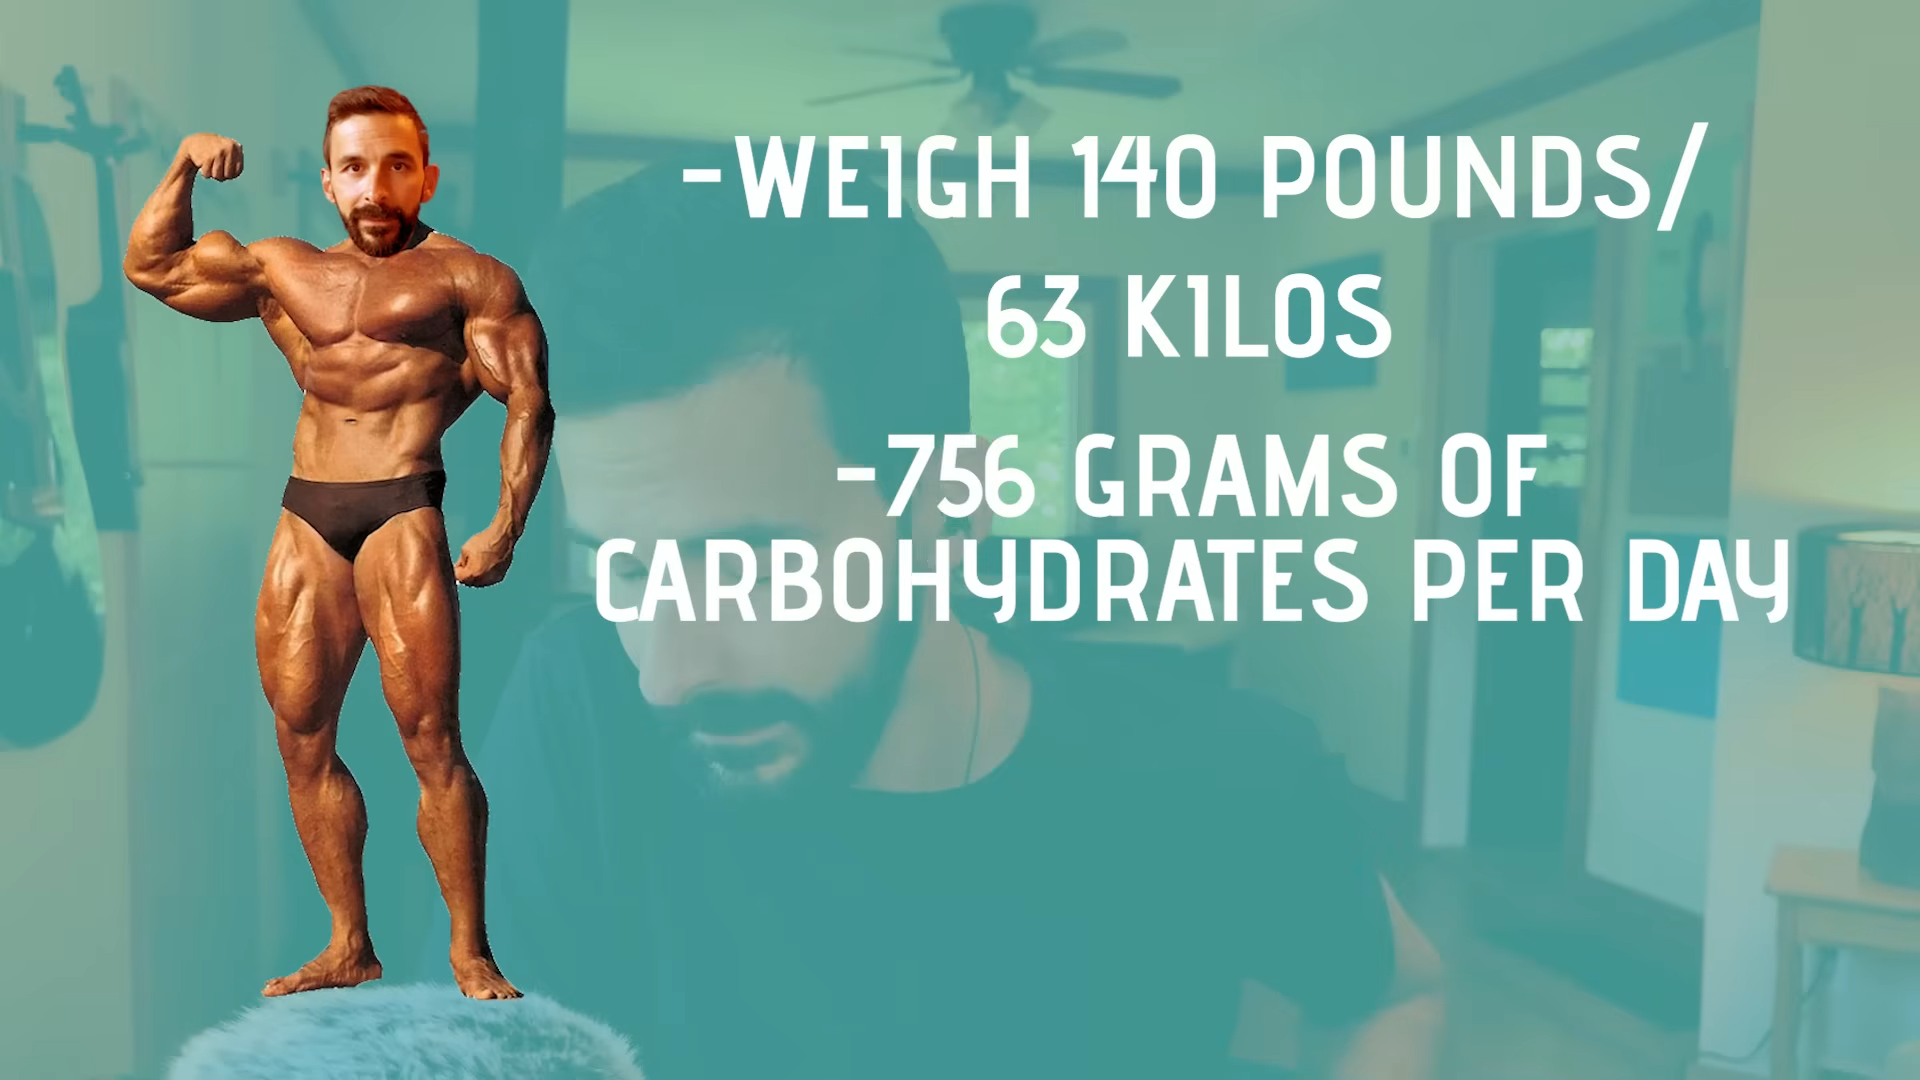 -WEIGH 140 POUNDS/
63 KILOS
-756 GRAMS OF
CARBOHYDRATES PER DAY